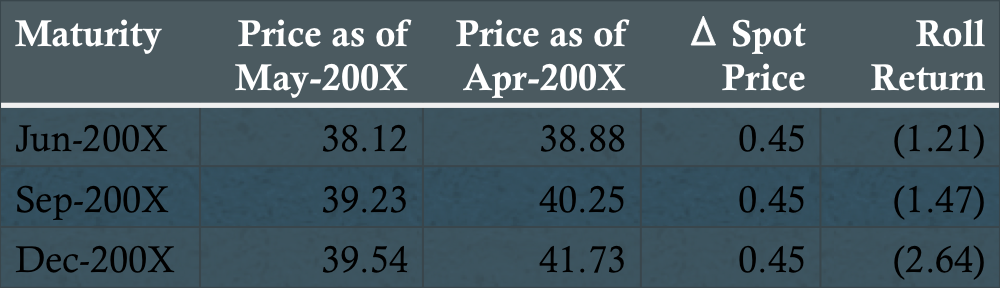 Maturity Price as of May-200X Price as of Apr-200X Δ Spot Price Roll Return
Jun-200X 38.12 38.88 0.45 (1.21)
Sep-200X 39.23 40.25 0.45 (1.47)
Dec-200X 39.54 41.73 0.45 (2.64)